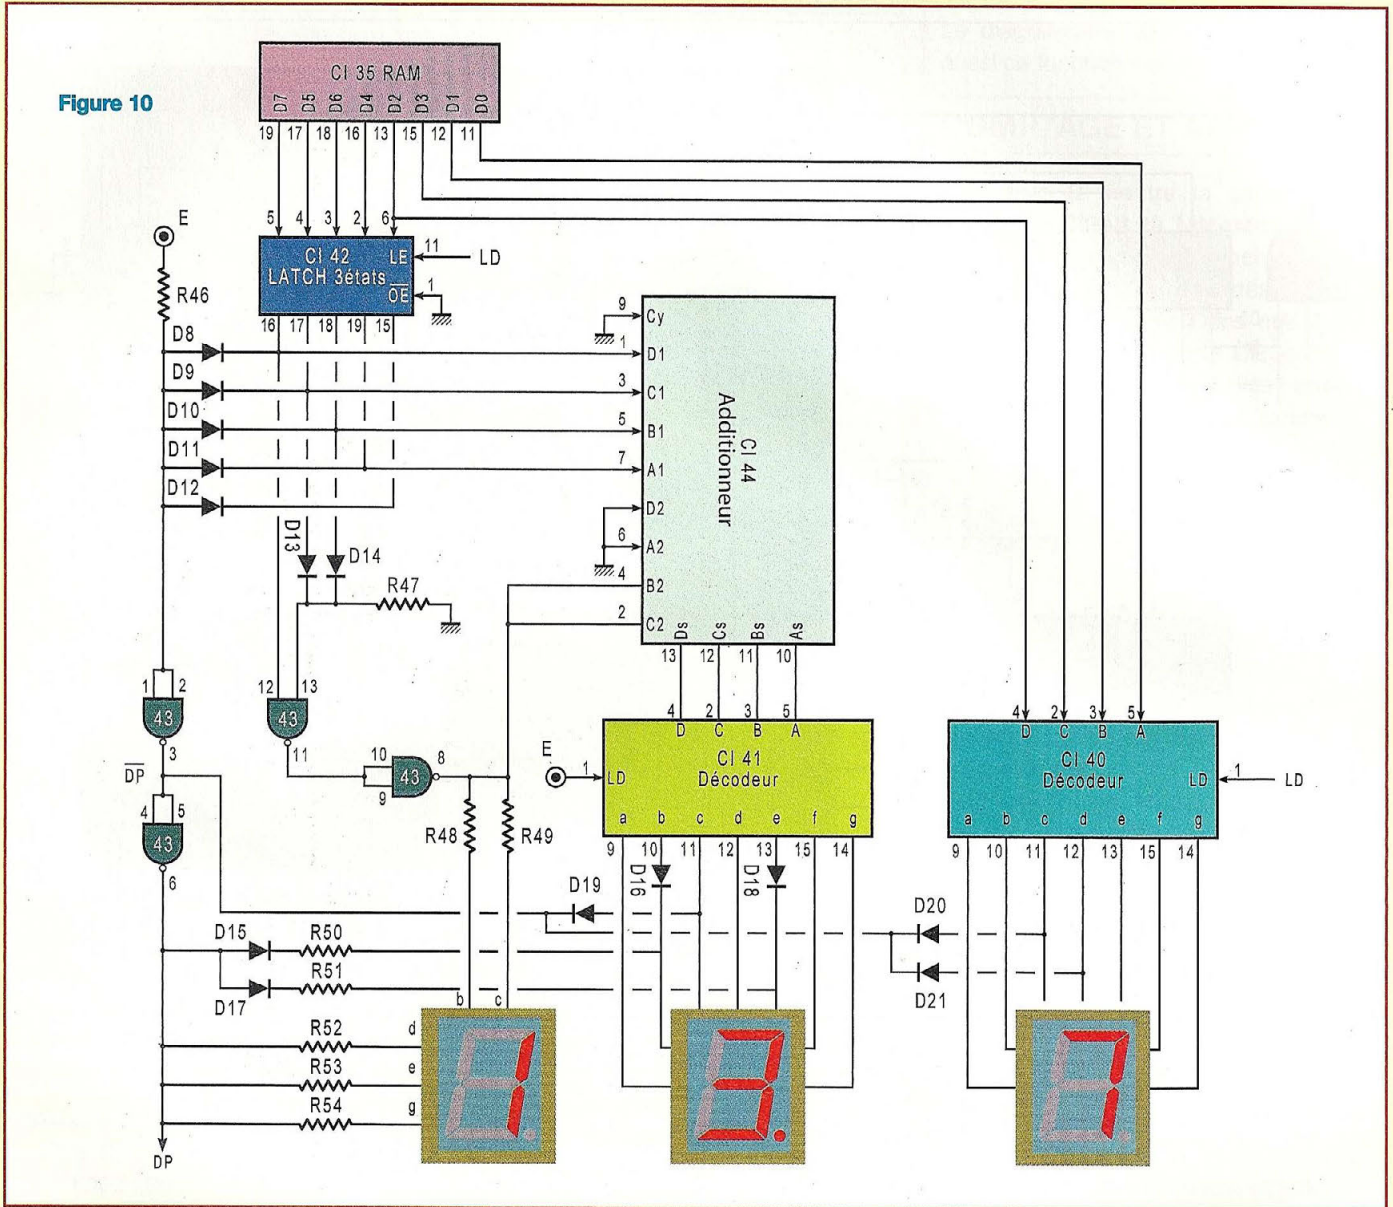 Figure 10
CI 35 RAM
D7 D5 D6 D4 D2 D3 D1 D0
19 17 18 16 13 15 12 11
E
5 4 3 2 6
CI 42
LATCH 3états
LE
OE
11
LD
1
R46
16 17 18 19 15
D8
D9
D10
D11
D12
9 Cy
1 D1
3 C1
5 B1
7 A1
D2
6 A2
4 B2
2 C2
CI 44
Additionneur
Ds Cs Bs As
13 12 11 10
D13
D14
R47
1 2
43
3
DP
4 5
43
6
12 13
43
11
10
9
43
8
R48
R49
4 2 3 5
D C B A
CI 41
Décodeur
E
1
LD
a b c d e f g
9 10 11 12 13 15 14
4 2 3 5
D C B A
CI 40
Décodeur
LD
1
LD
a b c d e f g
9 10 11 12 13 15 14
D16
D18
D19
D20
D21
D15
R50
D17
R51
b c
R52
d
R53
e
R54
g
DP